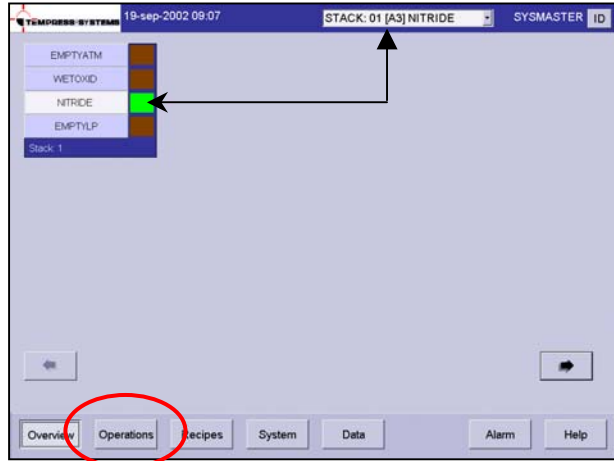 TEMPRESS SYSTEMS 19-sep-2002 09:07 STACK: 01 [A3] NITRIDE SYSMASTER ID
EMPTYATM
WETOXID
NITRIDE
EMPTYLP
Stack: 1
Overview Operations Recipes System Data Alarm Help